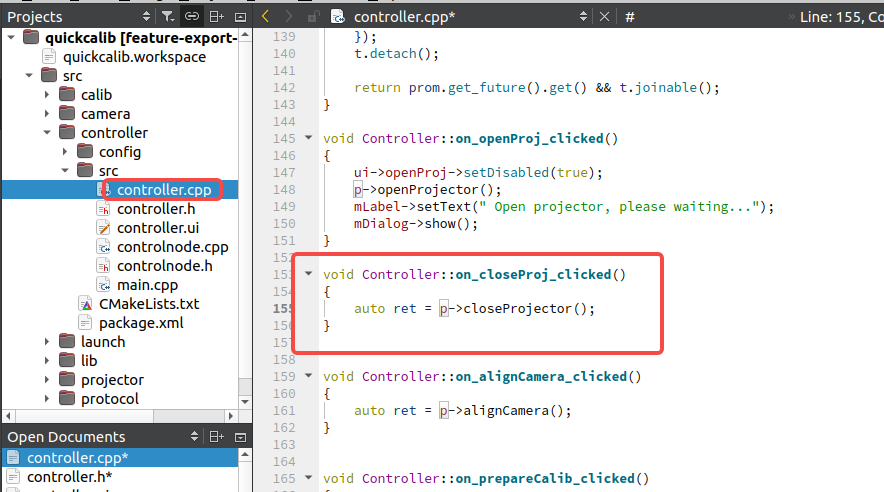 Projects
quickcalib [feature-export-
quickcalib.workspace
src
calib
camera
controller
config
src
controller.cpp
controller.h
controller.ui
controlnode.cpp
controlnode.h
main.cpp
CMakeLists.txt
package.xml
launch
lib
projector
protocol
Open Documents
controller.cpp*
controller.h*
controller.cpp*
#
» Line: 155, Co
139 });
140 t.detach();
141
142 return prom.get_future().get() && t.joinable();
143 }
144
145 void Controller::on_openProj_clicked()
146 {
147 ui->openProj->setDisabled(true);
148 p->openProjector();
149 mLabel->setText(" Open projector, please waiting...");
150 mDialog->show();
151 }
152
153 void Controller::on_closeProj_clicked()
154 {
155 auto ret = p->closeProjector();
156 }
157
158
159 void Controller::on_alignCamera_clicked()
160 {
161 auto ret = p->alignCamera();
162 }
163
164
165 void Controller::on_prepareCalib_clicked()